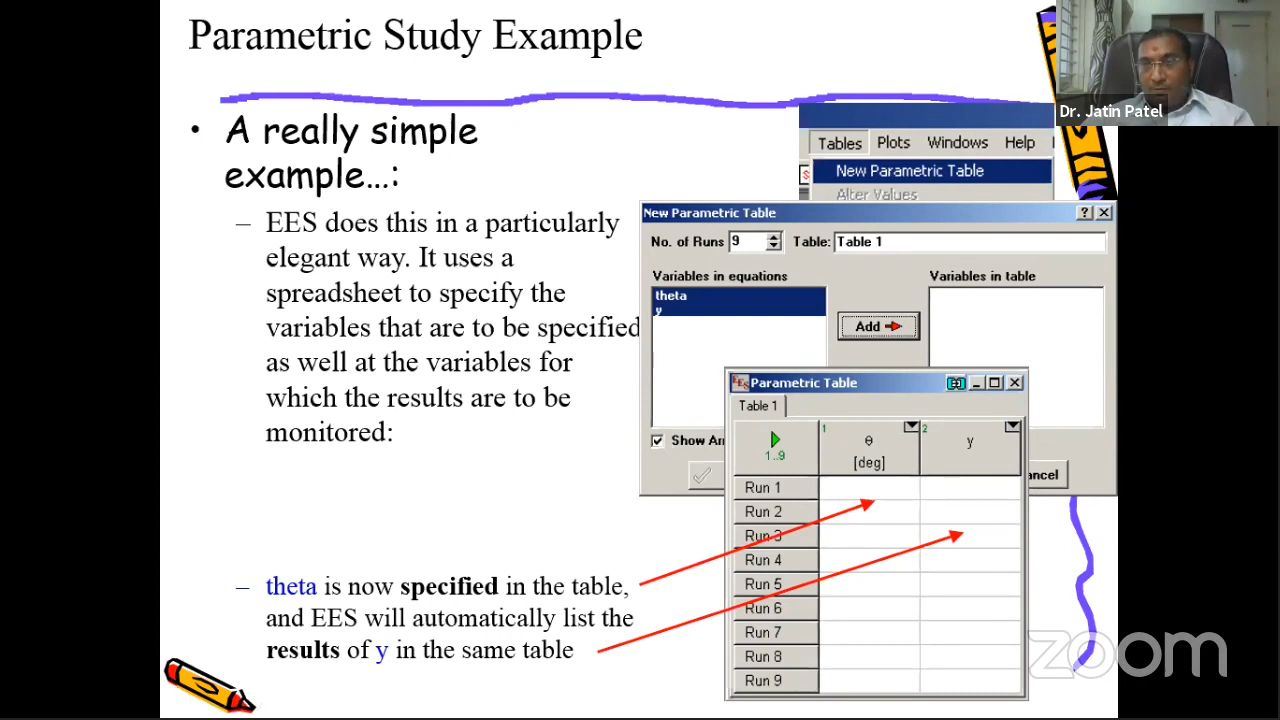 Parametric Study Example
• A really simple
example…:
– EES does this in a particularly
elegant way. It uses a
spreadsheet to specify the
variables that are to be specified
as well at the variables for
which the results are to be
monitored:
– theta is now specified in the table,
and EES will automatically list the
results of y in the same table
Dr. Jatin Patel
Tables Plots Windows Help
New Parametric Table
Alter Values
New Parametric Table
No. of Runs 9 Table: Table 1
Variables in equations Variables in table
theta
y
Add
Show Ar
ancel
EES Parametric Table
Table 1
1..9
1 θ [deg]
2 y
Run 1
Run 2
Run 3
Run 4
Run 5
Run 6
Run 7
Run 8
Run 9
zoom